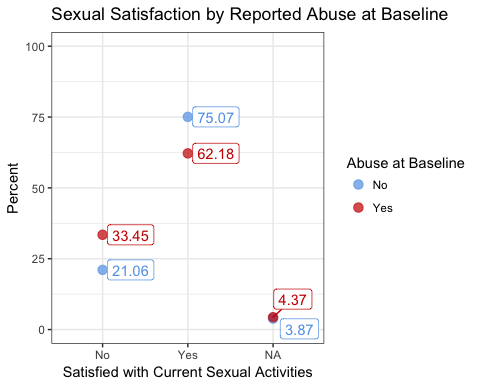 Sexual Satisfaction by Reported Abuse at Baseline
100
75
50
25
0
Percent
75.07
62.18
33.45
21.06
4.37
3.87
No Yes NA
Satisfied with Current Sexual Activities
Abuse at Baseline
No
Yes